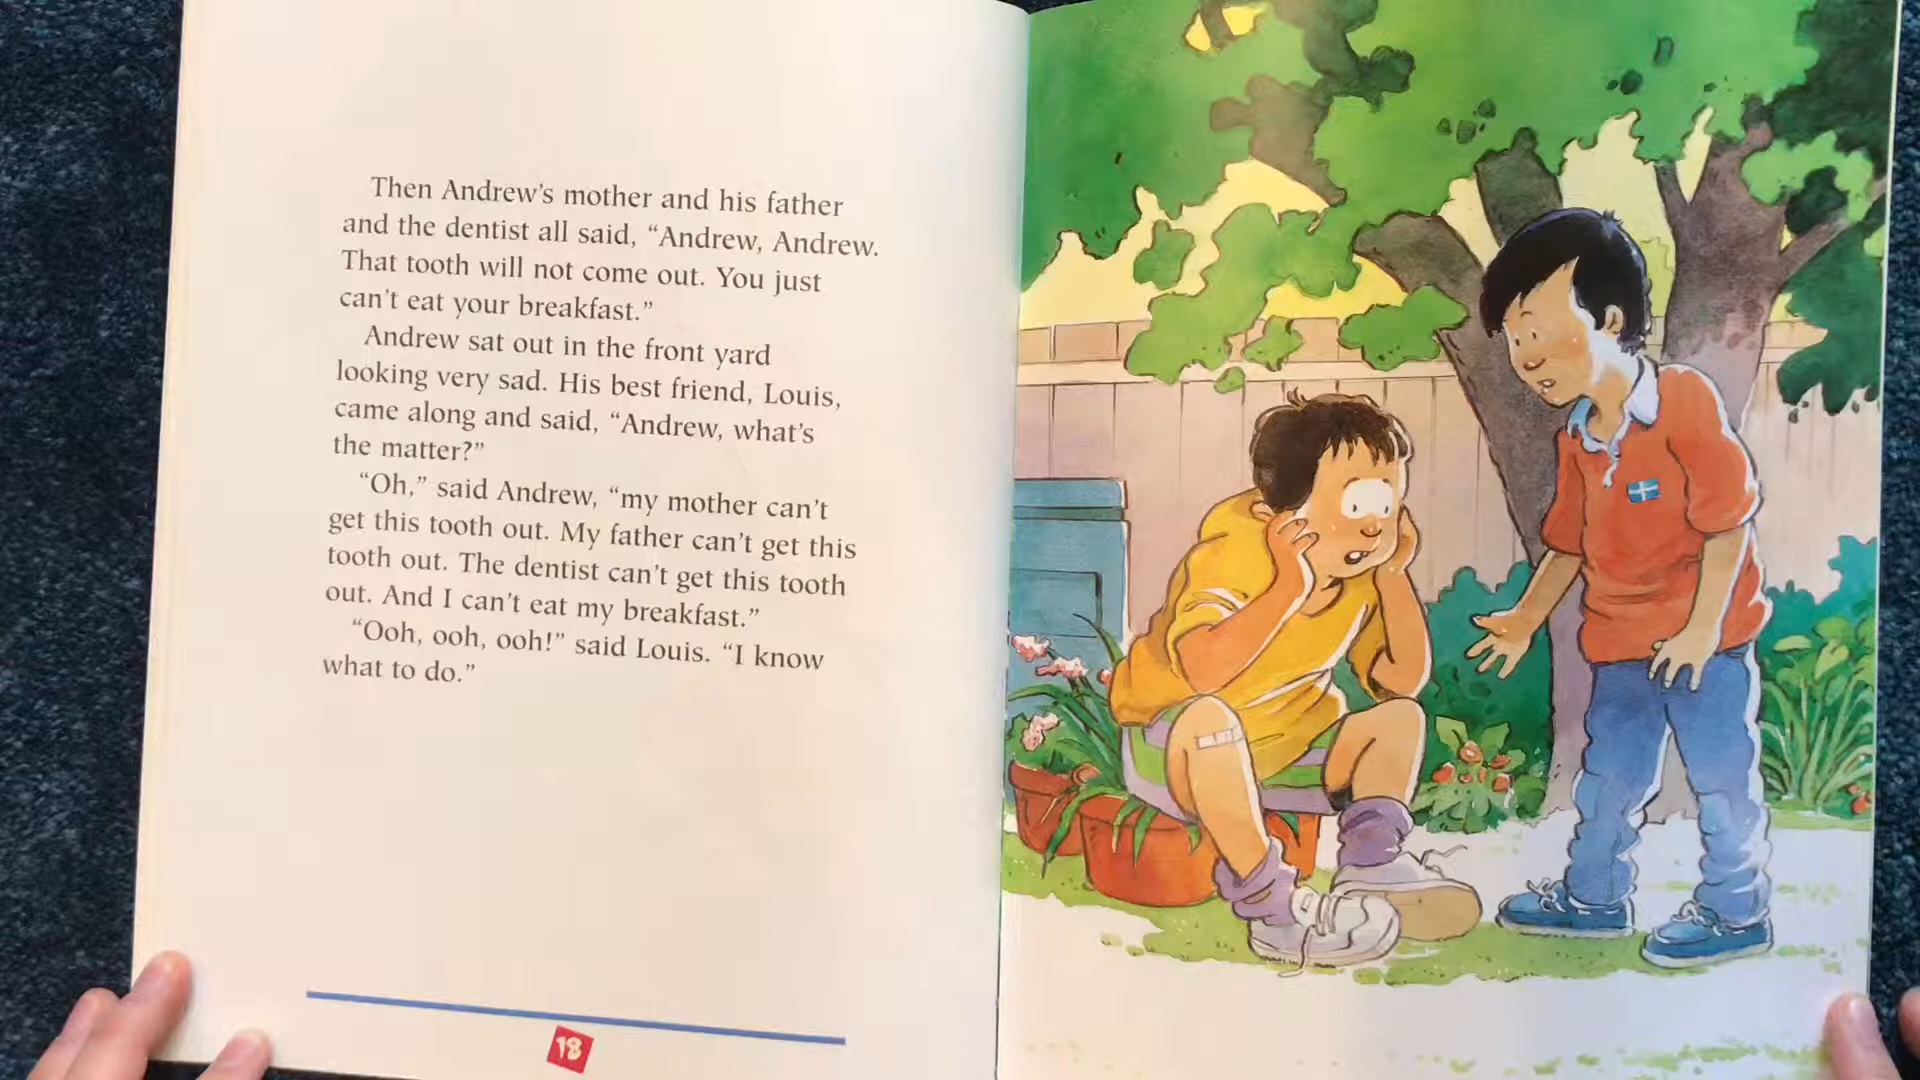 Then Andrew’s mother and his father
and the dentist all said, “Andrew, Andrew.
That tooth will not come out. You just
can’t eat your breakfast.”
Andrew sat out in the front yard
looking very sad. His best friend, Louis,
came along and said, “Andrew, what’s
the matter?”
“Oh,” said Andrew, “my mother can’t
get this tooth out. My father can’t get this
tooth out. The dentist can’t get this tooth
out. And I can’t eat my breakfast.”
“Ooh, ooh, ooh!” said Louis. “I know
what to do.”
18